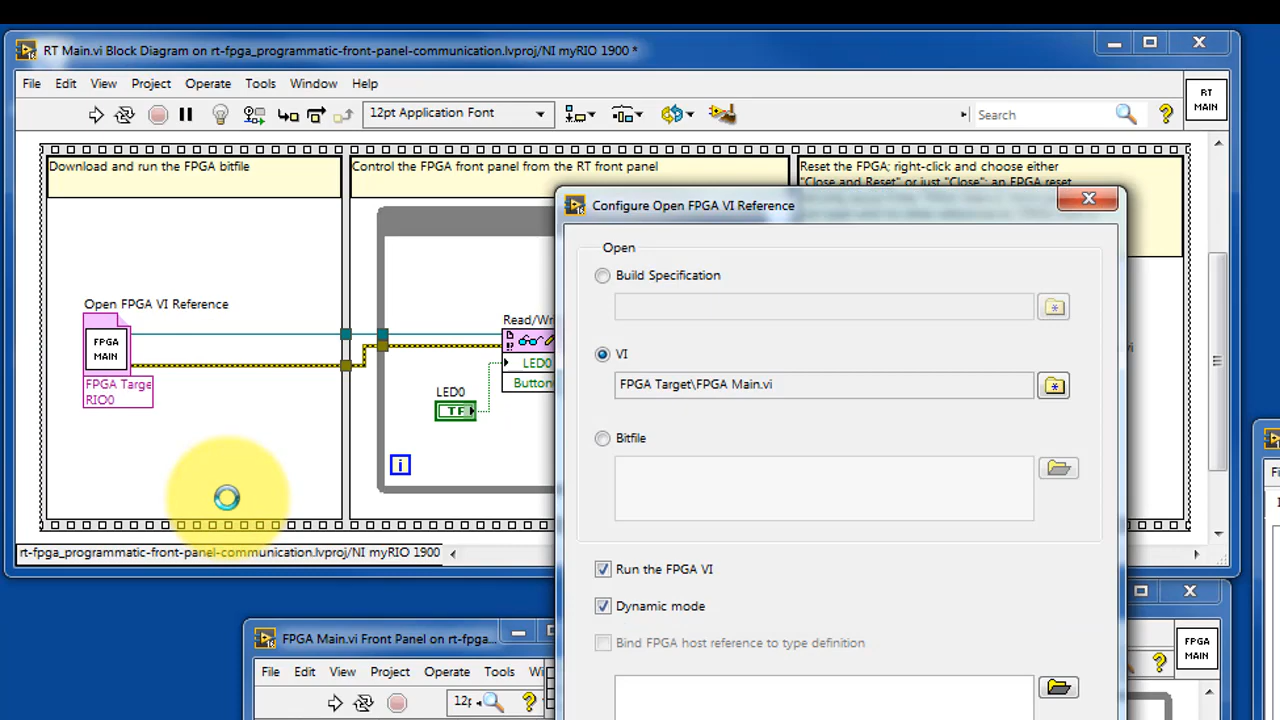 RT Main.vi Block Diagram on rt-fpga_programmatic-front-panel-communication.lvproj/NI myRIO 1900 *
File Edit View Project Operate Tools Window Help
12pt Application Font
Search
RT
MAIN
Download and run the FPGA bitfile
Control the FPGA front panel from the RT front panel
Reset the FPGA; right-click and choose either
"Close and Reset" or just "Close"; an FPGA reset
Open FPGA VI Reference
FPGA
MAIN
FPGA Targe
RIO0
Read/Wri
LED0
Button
LED0
TF
i
rt-fpga_programmatic-front-panel-communication.lvproj/NI myRIO 1900
Configure Open FPGA VI Reference
Open
Build Specification
VI
FPGA Target\FPGA Main.vi
Bitfile
Run the FPGA VI
Dynamic mode
Bind FPGA host reference to type definition
FPGA Main.vi Front Panel on rt-fpga...
File Edit View Project Operate Tools Wi
12p
FPGA
MAIN
Fi